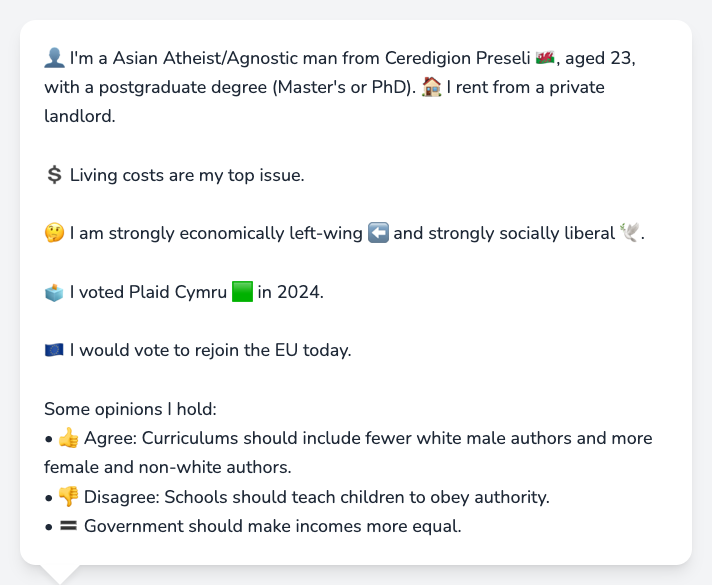 👤 I'm a Asian Atheist/Agnostic man from Ceredigion Preseli 🏴󠁧󠁢󠁷󠁬󠁳󠁿, aged 23,
with a postgraduate degree (Master's or PhD). 🏠 I rent from a private
landlord.
💲 Living costs are my top issue.
🤔 I am strongly economically left-wing ⬅️ and strongly socially liberal 🕊️.
🗳️ I voted Plaid Cymru 🟩 in 2024.
🇪🇺 I would vote to rejoin the EU today.
Some opinions I hold:
• 👍 Agree: Curriculums should include fewer white male authors and more
female and non-white authors.
• 👎 Disagree: Schools should teach children to obey authority.
• 🟰 Government should make incomes more equal.